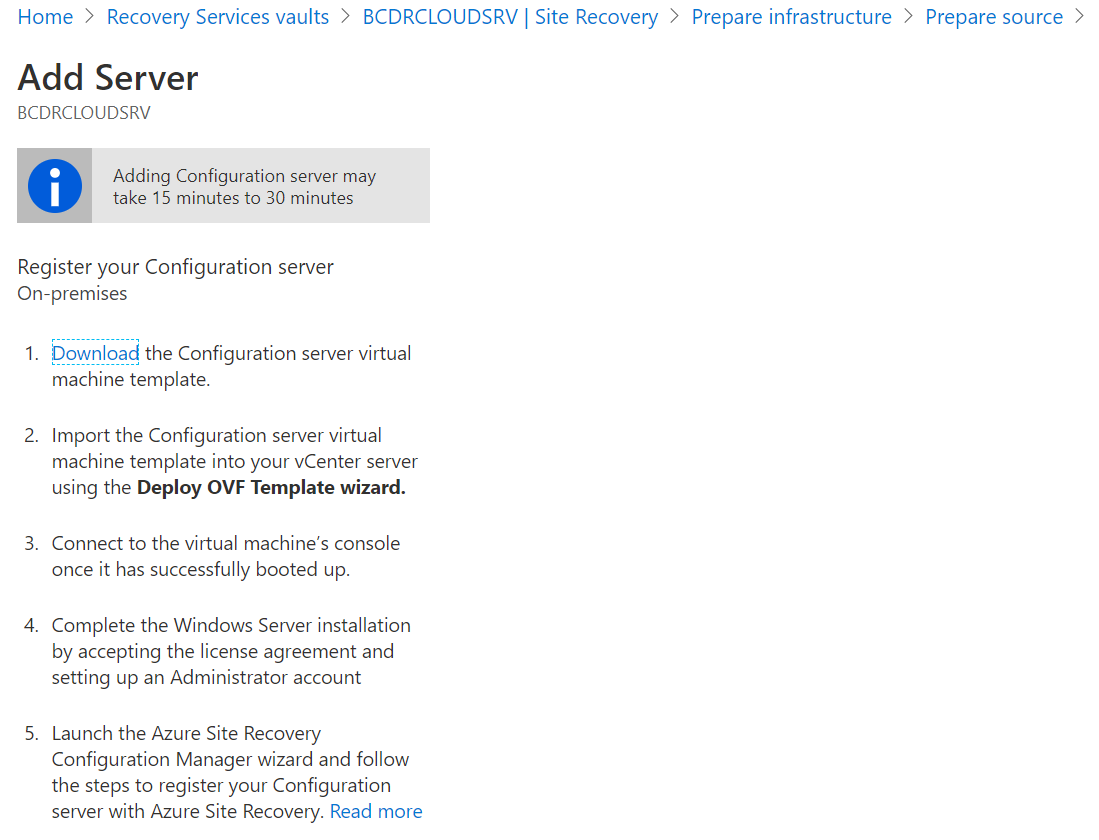 Home > Recovery Services vaults > BCDRCLOUDSRV | Site Recovery > Prepare infrastructure > Prepare source >
Add Server
BCDRCLOUDSRV
Adding Configuration server may
take 15 minutes to 30 minutes
Register your Configuration server
On-premises
1. Download the Configuration server virtual
machine template.
2. Import the Configuration server virtual
machine template into your vCenter server
using the Deploy OVF Template wizard.
3. Connect to the virtual machine’s console
once it has successfully booted up.
4. Complete the Windows Server installation
by accepting the license agreement and
setting up an Administrator account
5. Launch the Azure Site Recovery
Configuration Manager wizard and follow
the steps to register your Configuration
server with Azure Site Recovery. Read more